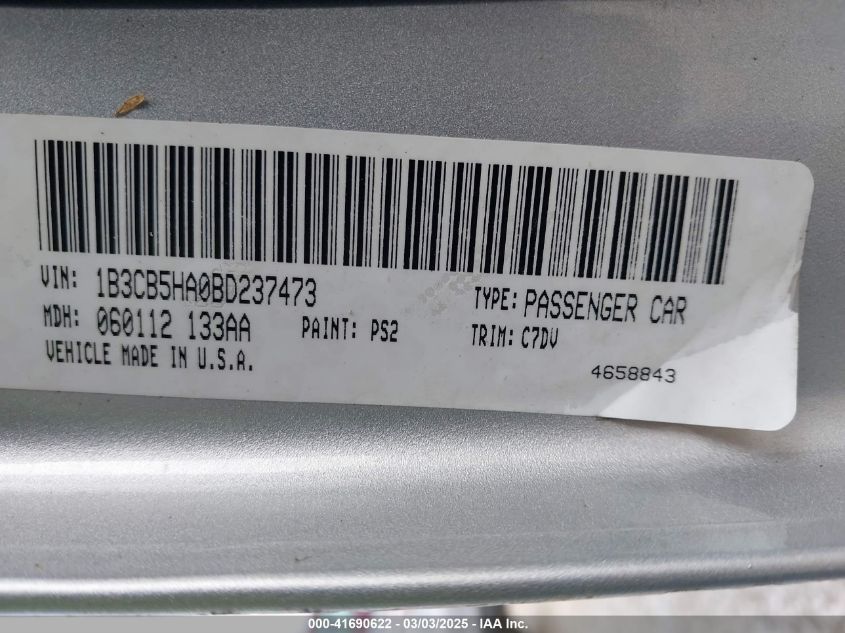 VIN: 1B3CB5HA0BD237473 TYPE: PASSENGER CAR
MDH: 060112 133AA PAINT: PS2 TRIM: C7DV
VEHICLE MADE IN U.S.A.
4658843
000-41690622 - 03/03/2025 - IAA Inc.